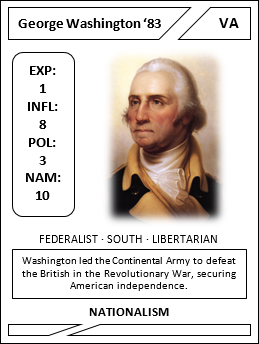 George Washington ‘83
VA
EXP:
1
INFL:
8
POL:
3
NAM:
10
FEDERALIST · SOUTH · LIBERTARIAN
Washington led the Continental Army to defeat
the British in the Revolutionary War, securing
American independence.
NATIONALISM